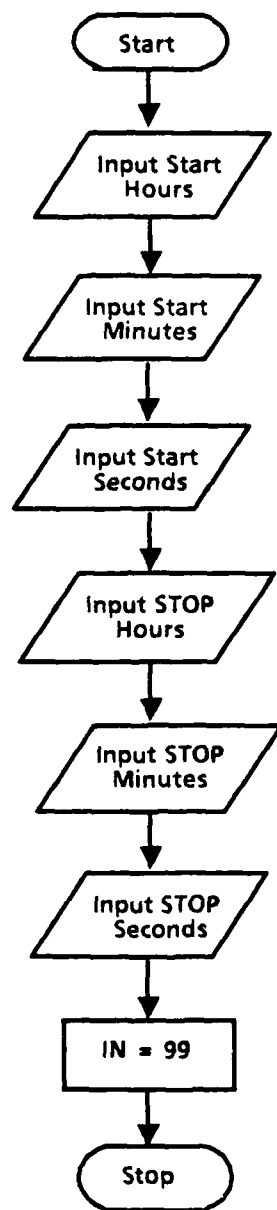 Start
Input Start
Hours
Input Start
Minutes
Input Start
Seconds
Input STOP
Hours
Input STOP
Minutes
Input STOP
Seconds
IN = 99
Stop